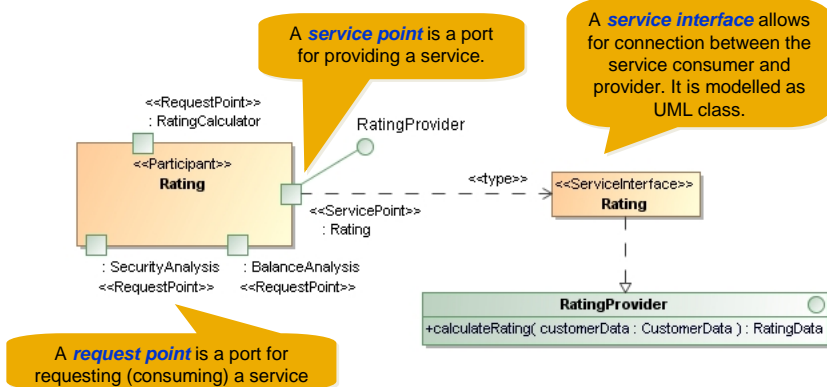 A service point is a port
for providing a service.
A service interface allows
for connection between the
service consumer and
provider. It is modelled as
UML class.
<<RequestPoint>>
: RatingCalculator
RatingProvider
<<Participant>>
Rating
<<type>>
<<ServiceInterface>>
Rating
<<ServicePoint>>
: Rating
: SecurityAnalysis
<<RequestPoint>>
: BalanceAnalysis
<<RequestPoint>>
RatingProvider
+calculateRating( customerData : CustomerData ) : RatingData
A request point is a port for
requesting (consuming) a service